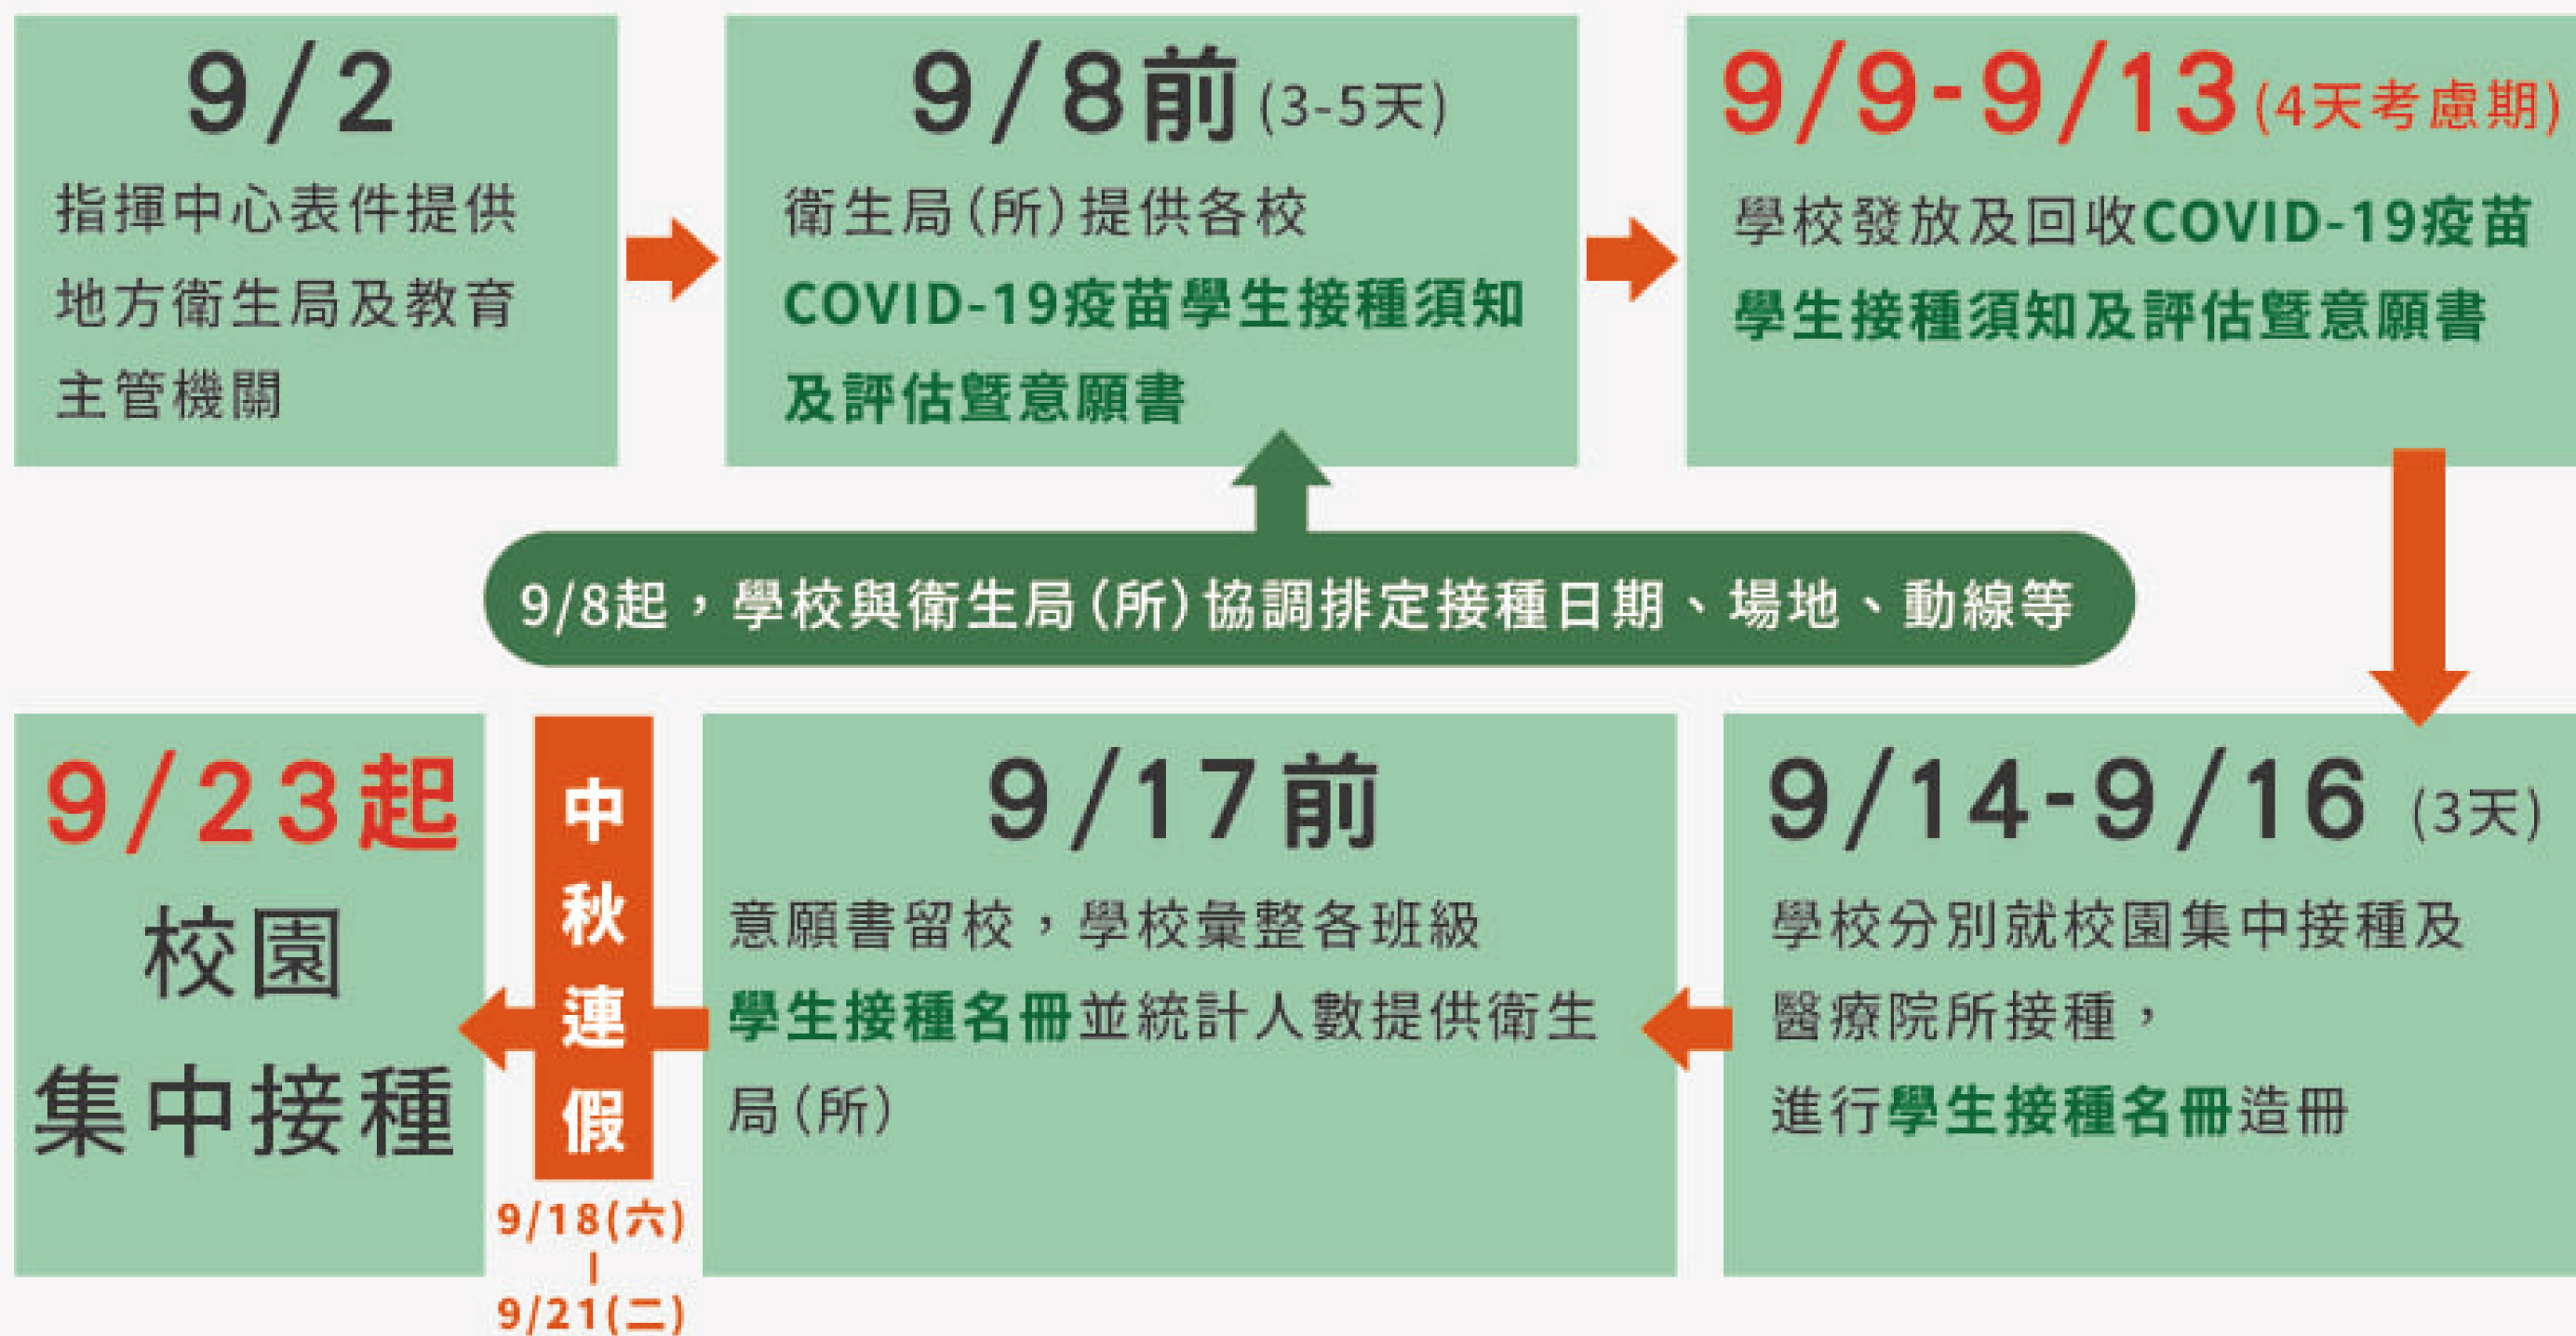 9/2
指揮中心表件提供
地方衛生局及教育
主管機關
9/8前(3-5天)
衛生局(所)提供各校
COVID-19疫苗學生接種須知
及評估暨意願書
9/9-9/13(4天考慮期)
學校發放及回收COVID-19疫苗
學生接種須知及評估暨意願書
9/8起，學校與衛生局(所)協調排定接種日期、場地、動線等
9/14-9/16 (3天)
學校分別就校園集中接種及
醫療院所接種，
進行學生接種名冊造冊
9/17前
意願書留校，學校彙整各班級
學生接種名冊並統計人數提供衛生
局(所)
中秋連假
9/18(六)
|
9/21(二)
9/23起
校園
集中接種